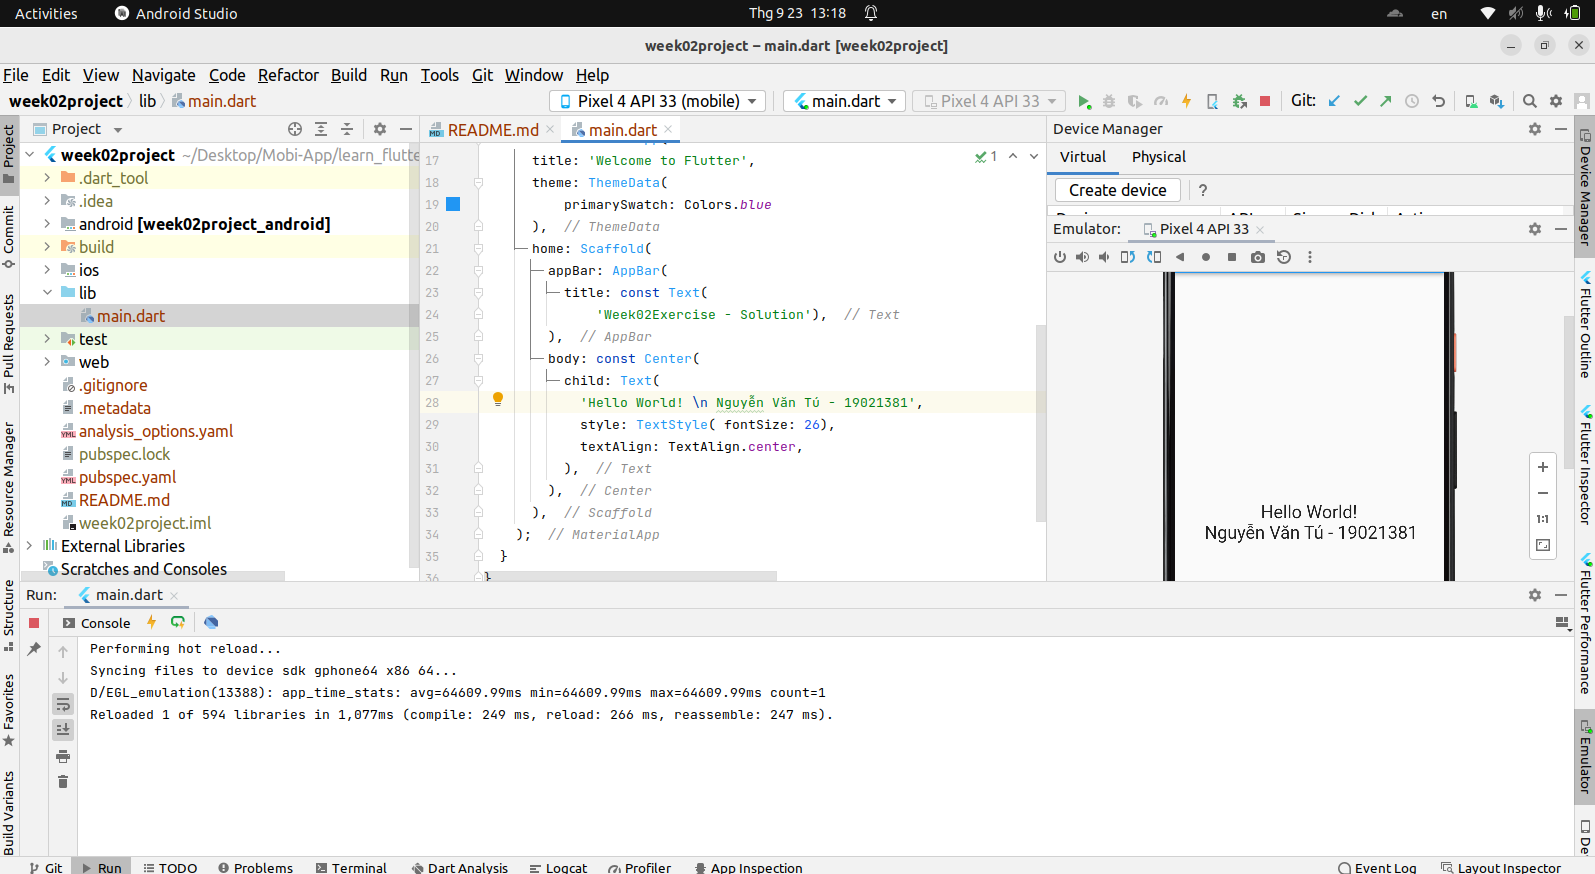 Activities
Android Studio
Thg 9 23 13:18
en
week02project – main.dart [week02project]
File Edit View Navigate Code Refactor Build Run Tools Git Window Help
week02project lib main.dart
Pixel 4 API 33 (mobile)
main.dart
Pixel 4 API 33
Git:
Project
week02project ~/Desktop/Mobi-App/learn_flutte
.dart_tool
.idea
android [week02project_android]
build
ios
lib
main.dart
test
web
.gitignore
.metadata
analysis_options.yaml
pubspec.lock
pubspec.yaml
README.md
week02project.iml
External Libraries
Scratches and Consoles
Project
Commit
Pull Requests
Resource Manager
Structure
Favorites
Build Variants
README.md
main.dart
1
17 title: 'Welcome to Flutter',
18 theme: ThemeData(
19 primarySwatch: Colors.blue
20 ), // ThemeData
21 home: Scaffold(
22 appBar: AppBar(
23 title: const Text(
24 'Week02Exercise - Solution'), // Text
25 ), // AppBar
26 body: const Center(
27 child: Text(
28 'Hello World! \n Nguyễn Văn Tú - 19021381',
29 style: TextStyle( fontSize: 26),
30 textAlign: TextAlign.center,
31 ), // Text
32 ), // Center
33 ), // Scaffold
34 ); // MaterialApp
35 }
36 }
Device Manager
Virtual Physical
Create device ?
Emulator: Pixel 4 API 33
Hello World!
Nguyễn Văn Tú - 19021381
1:1
Device Manager
Flutter Outline
Flutter Inspector
Flutter Performance
Emulator
Run: main.dart
Console
Performing hot reload...
Syncing files to device sdk gphone64 x86 64...
D/EGL_emulation(13388): app_time_stats: avg=64609.99ms min=64609.99ms max=64609.99ms count=1
Reloaded 1 of 594 libraries in 1,077ms (compile: 249 ms, reload: 266 ms, reassemble: 247 ms).
Git Run TODO Problems Terminal Dart Analysis Logcat Profiler App Inspection
Event Log Layout Inspector